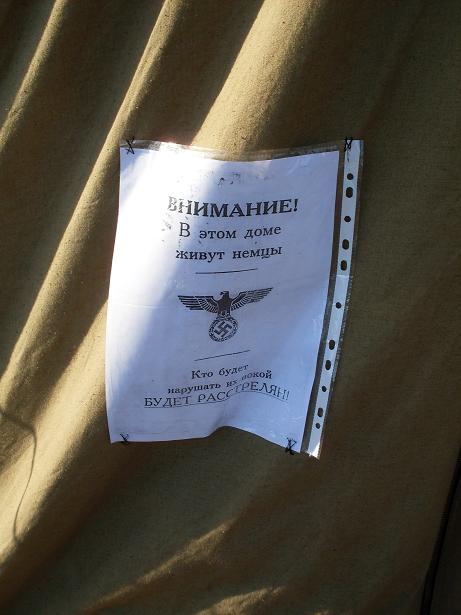 ВНИМАНИЕ!
В этом доме
живут немцы
Кто будет
нарушать их покой
БУДЕТ РАССТРЕЛЯН!